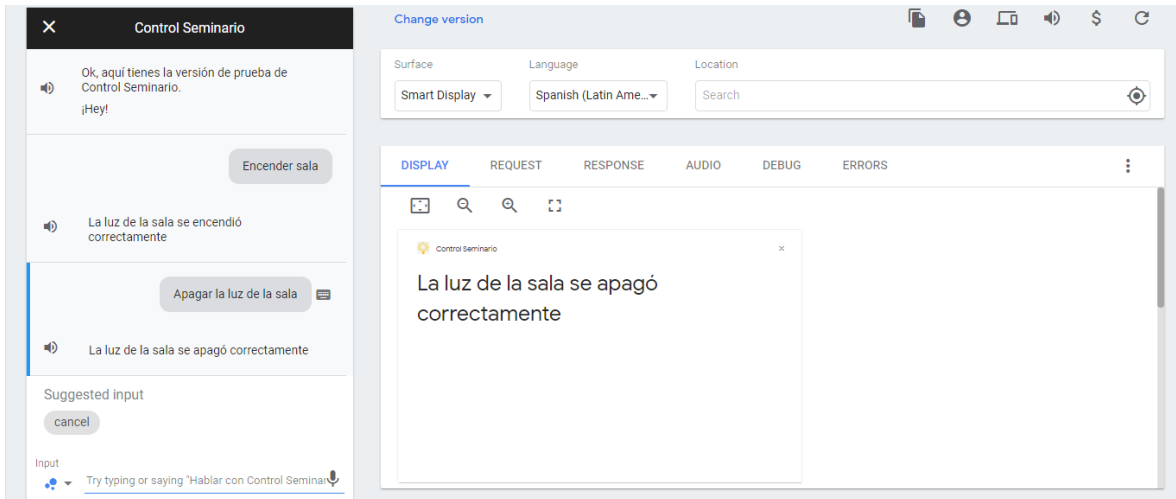 Control Seminario
Ok, aquí tienes la versión de prueba de
Control Seminario.
¡Hey!
Encender sala
La luz de la sala se encendió
correctamente
Apagar la luz de la sala
La luz de la sala se apagó correctamente
Suggested input
cancel
Input
Try typing or saying "Hablar con Control Seminar
Change version
Surface
Language
Location
Smart Display
Spanish (Latin Ame...
Search
DISPLAY
REQUEST
RESPONSE
AUDIO
DEBUG
ERRORS
Control Seminario
La luz de la sala se apagó
correctamente